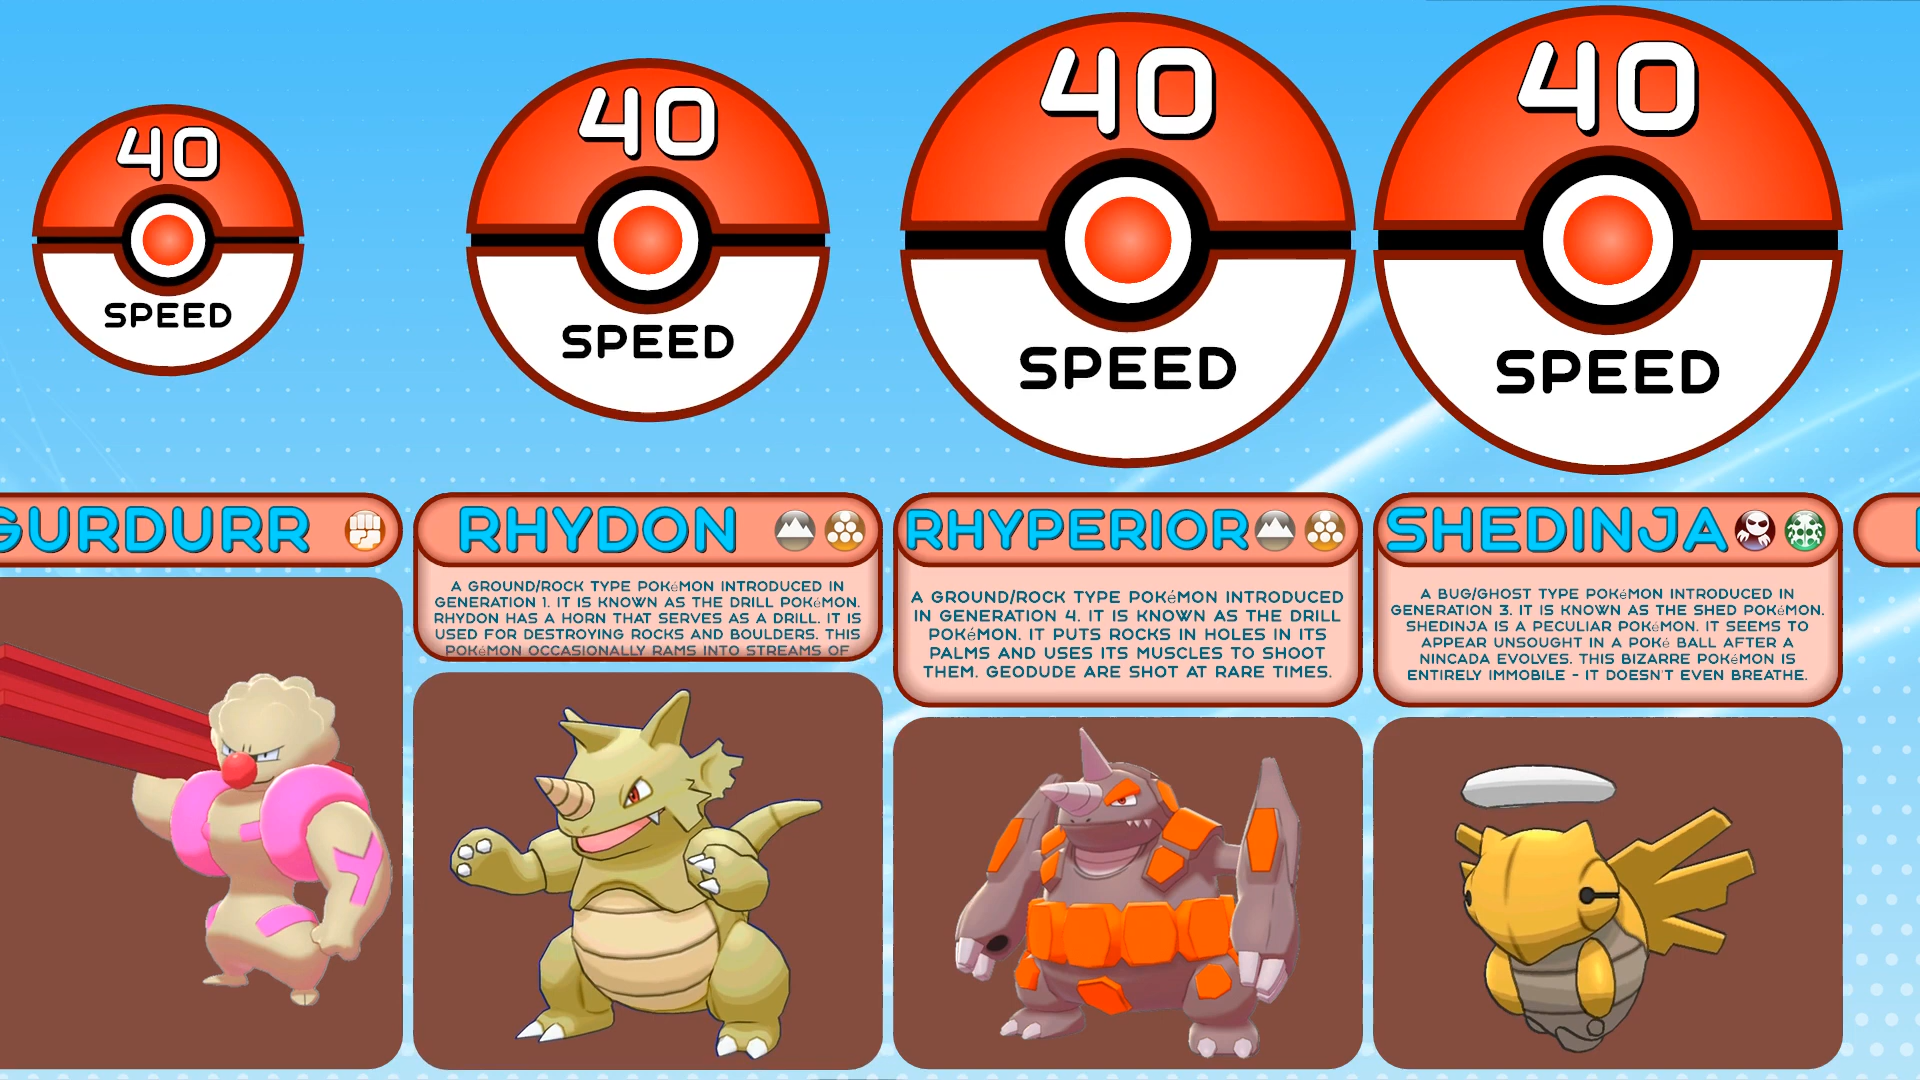 40
SPEED
40
SPEED
40
SPEED
40
SPEED
GURDURR
RHYDON
A GROUND/ROCK TYPE POKéMON INTRODUCED IN
GENERATION 1. IT IS KNOWN AS THE DRILL POKéMON.
RHYDON HAS A HORN THAT SERVES AS A DRILL. IT IS
USED FOR DESTROYING ROCKS AND BOULDERS. THIS
POKéMON OCCASIONALLY RAMS INTO STREAMS OF
RHYPERIOR
A GROUND/ROCK TYPE POKéMON INTRODUCED
IN GENERATION 4. IT IS KNOWN AS THE DRILL
POKéMON. IT PUTS ROCKS IN HOLES IN ITS
PALMS AND USES ITS MUSCLES TO SHOOT
THEM. GEODUDE ARE SHOT AT RARE TIMES.
SHEDINJA
A BUG/GHOST TYPE POKéMON INTRODUCED IN
GENERATION 3. IT IS KNOWN AS THE SHED POKéMON.
SHEDINJA IS A PECULIAR POKéMON. IT SEEMS TO
APPEAR UNSOUGHT IN A POKé BALL AFTER A
NINCADA EVOLVES. THIS BIZARRE POKéMON IS
ENTIRELY IMMOBILE - IT DOESN'T EVEN BREATHE.